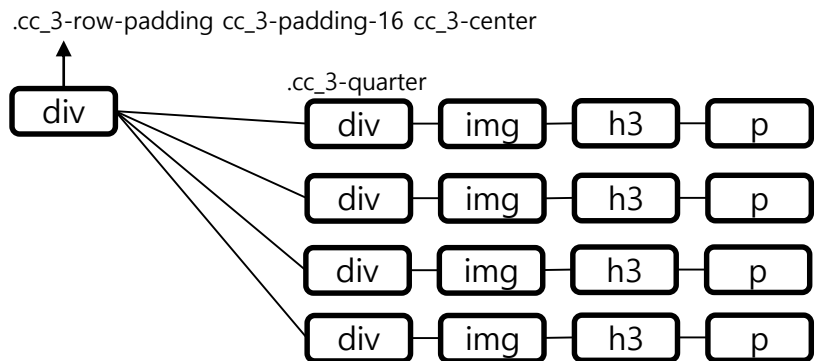 .cc_3-row-padding cc_3-padding-16 cc_3-center
.cc_3-quarter
div
div img h3 p
div img h3 p
div img h3 p
div img h3 p